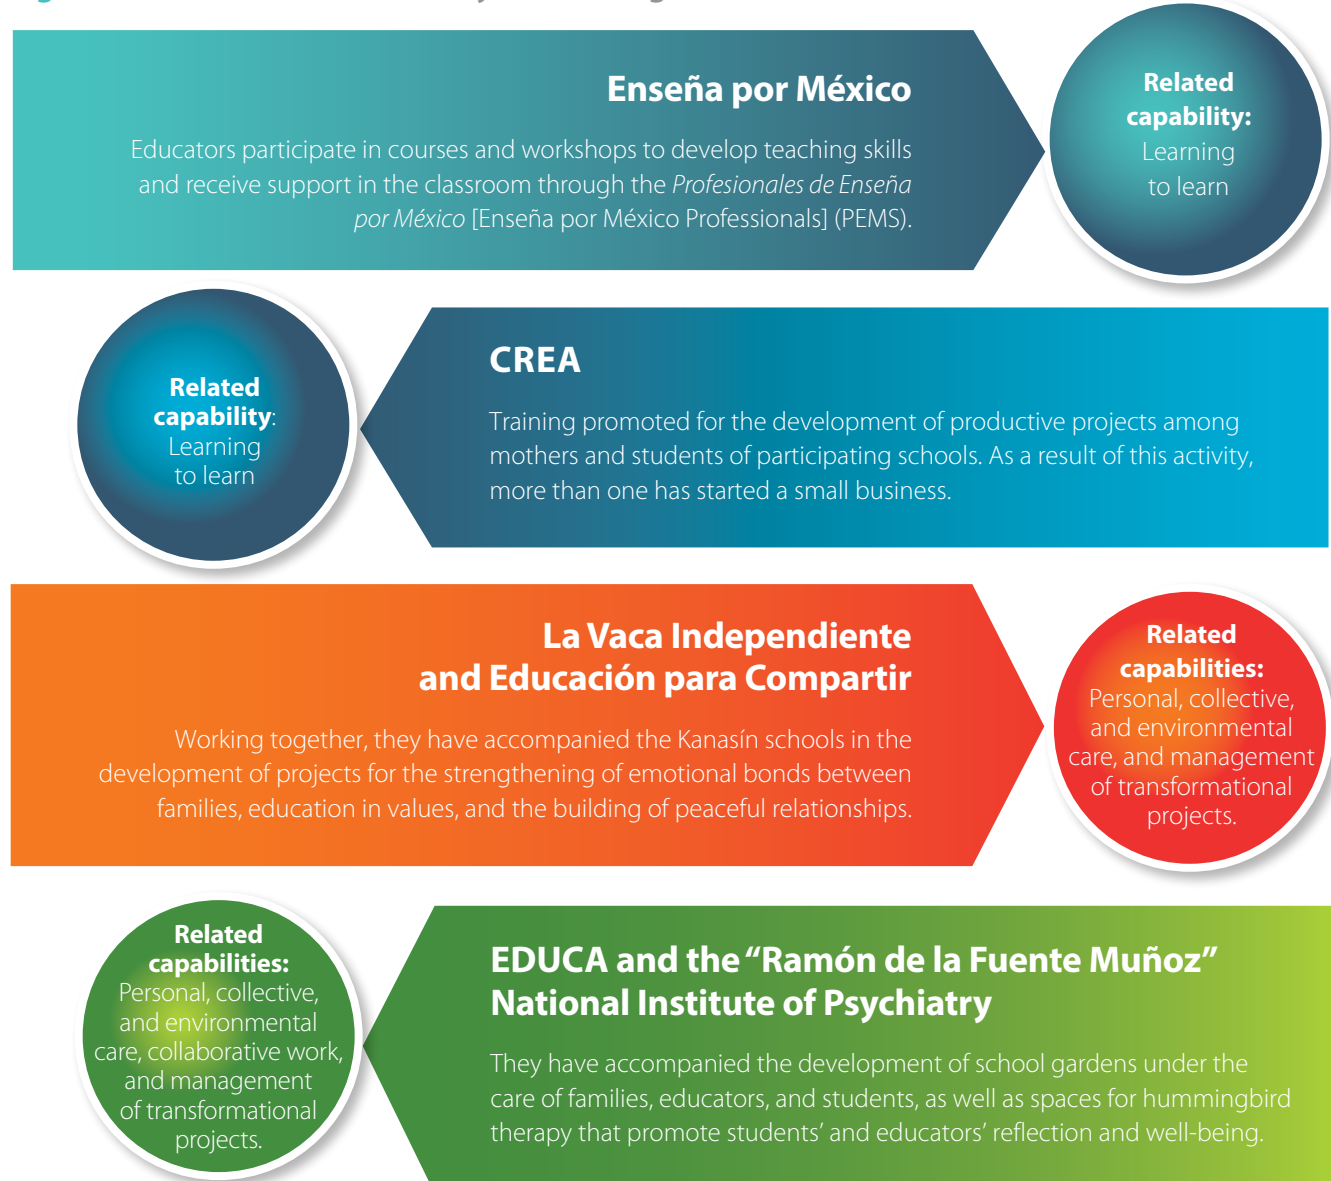 Enseña por México
Educators participate in courses and workshops to develop teaching skills
and receive support in the classroom through the Profesionales de Enseña
por México [Enseña por México Professionals] (PEMS).
Related
capability:
Learning
to learn
Related
capability:
Learning
to learn
CREA
Training promoted for the development of productive projects among
mothers and students of participating schools. As a result of this activity,
more than one has started a small business.
La Vaca Independiente
and Educación para Compartir
Working together, they have accompanied the Kanasín schools in the
development of projects for the strengthening of emotional bonds between
families, education in values, and the building of peaceful relationships.
Related
capabilities:
Personal, collective,
and environmental
care, and management
of transformational
projects.
Related
capabilities:
Personal, collective,
and environmental
care, collaborative work,
and management
of transformational
projects.
EDUCA and the “Ramón de la Fuente Muñoz”
National Institute of Psychiatry
They have accompanied the development of school gardens under the
care of families, educators, and students, as well as spaces for hummingbird
therapy that promote students’ and educators’ reflection and well-being.